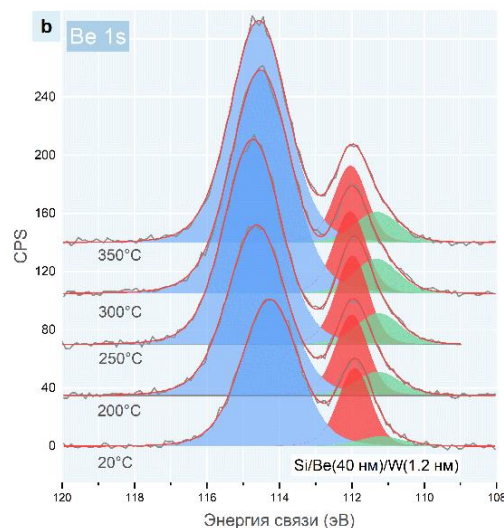 b
Be 1s
240
200
160
120
80
40
0
CPS
350°C
300°C
250°C
200°C
20°C
Si/Be(40 нм)/W(1.2 нм)
120 118 116 114 112 110 108
Энергия связи (эВ)